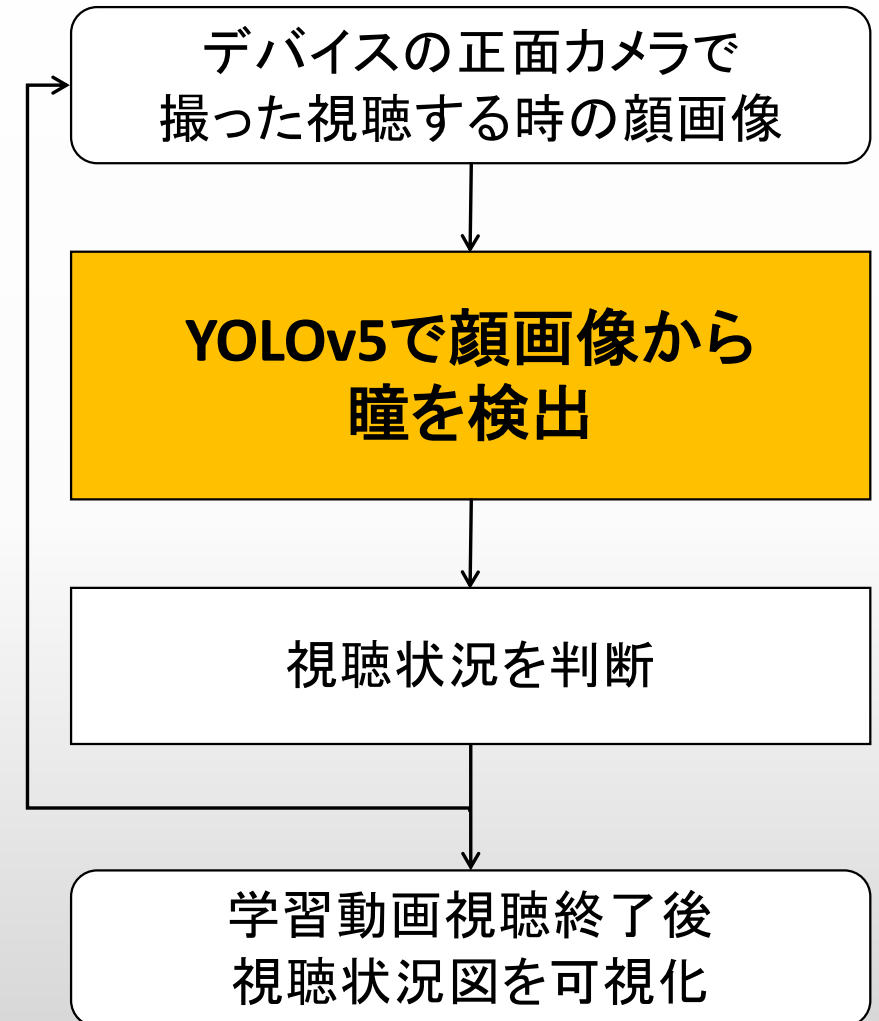 デバイスの正面カメラで
撮った視聴する時の顔画像
YOLOv5で顔画像から
瞳を検出
視聴状況を判断
学習動画視聴終了後
視聴状況図を可視化